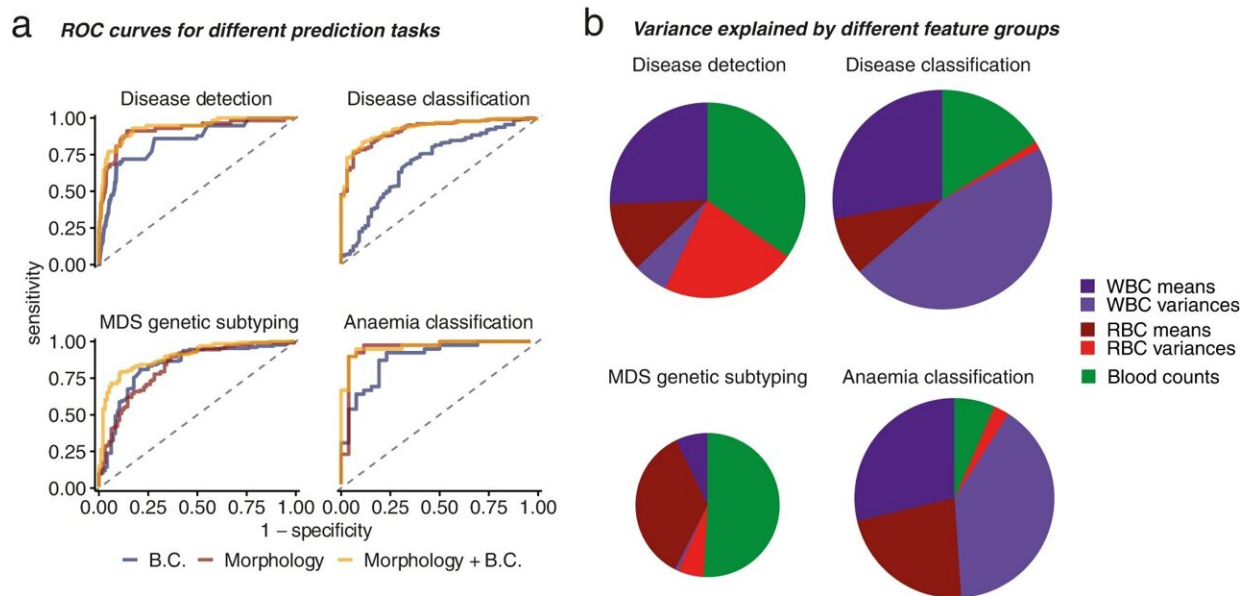 a ROC curves for different prediction tasks
Disease detection
Disease classification
1.00
0.75
0.50
0.25
0.00
MDS genetic subtyping
Anaemia classification
1.00
0.75
0.50
0.25
0.00
sensitivity
0.00 0.25 0.50 0.75 1.00
0.00 0.25 0.50 0.75 1.00
1 – specificity
B.C. Morphology Morphology + B.C.
b Variance explained by different feature groups
Disease detection
Disease classification
MDS genetic subtyping
Anaemia classification
WBC means
WBC variances
RBC means
RBC variances
Blood counts